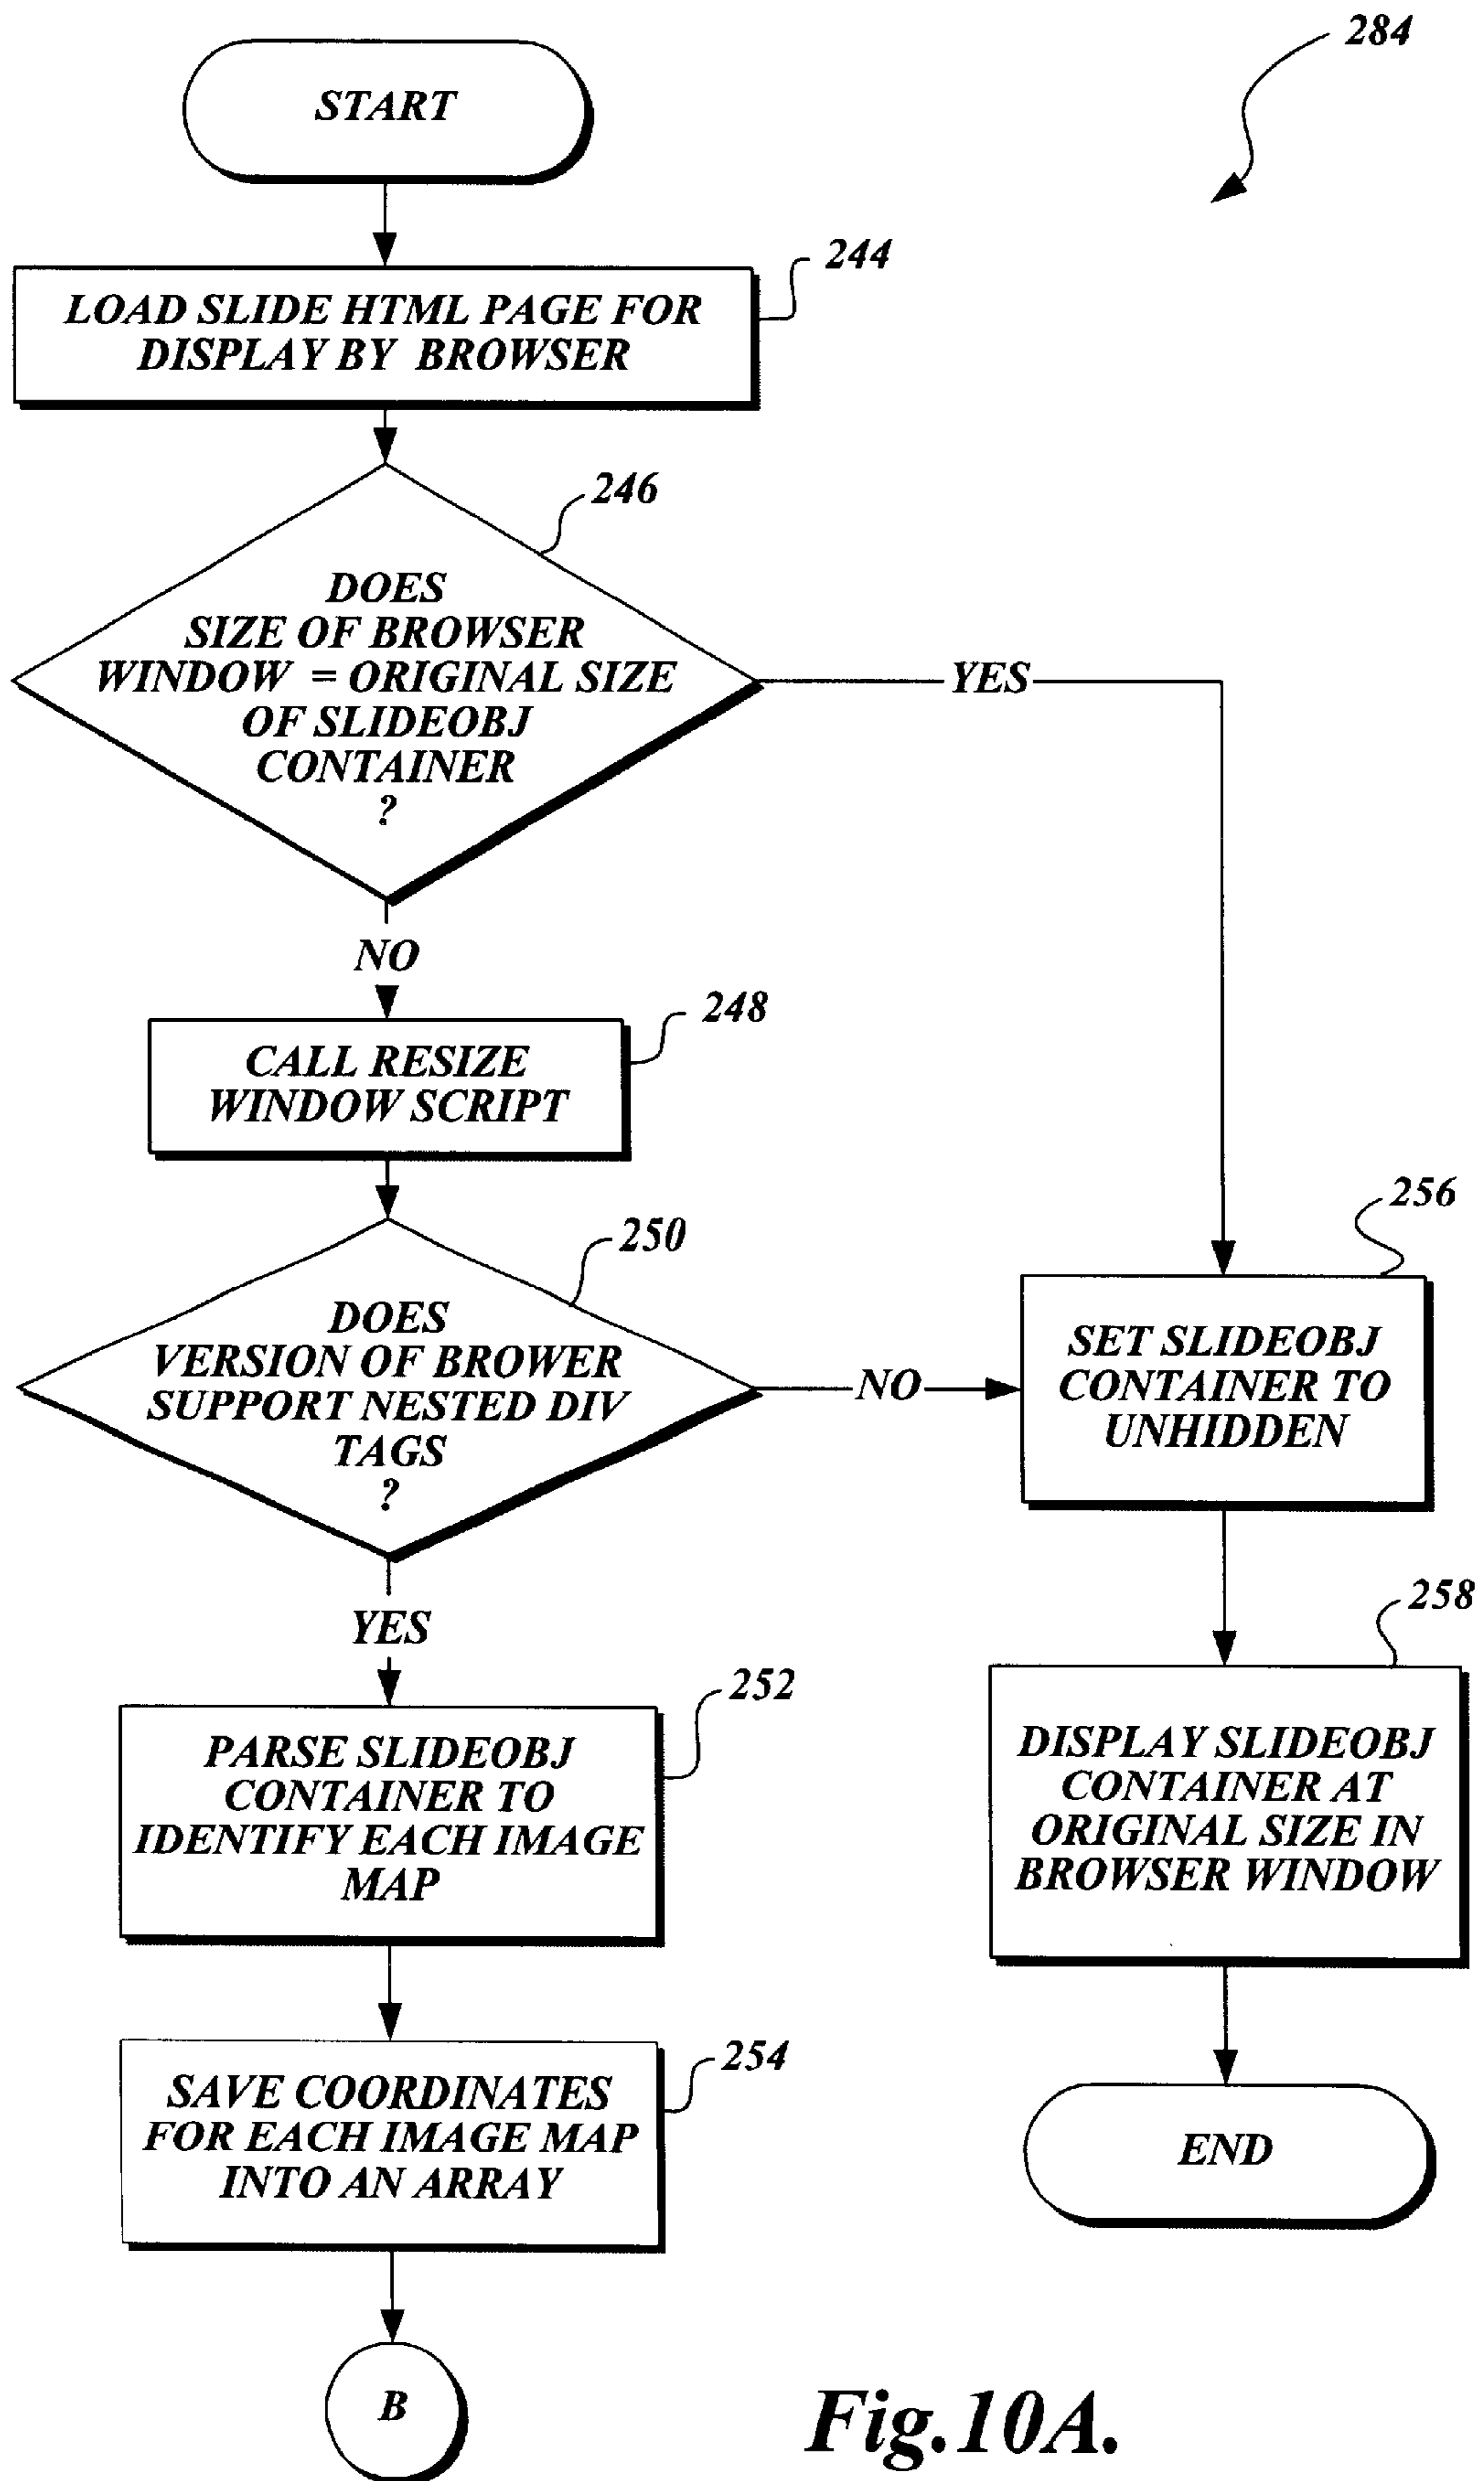 284
START
244
LOAD SLIDE HTML PAGE FOR
DISPLAY BY BROWSER
246
DOES
SIZE OF BROWSER
WINDOW = ORIGINAL SIZE
OF SLIDEOBJ
CONTAINER
?
YES
NO
248
CALL RESIZE
WINDOW SCRIPT
250
DOES
VERSION OF BROWER
SUPPORT NESTED DIV
TAGS
?
NO
256
SET SLIDEOBJ
CONTAINER TO
UNHIDDEN
YES
252
PARSE SLIDEOBJ
CONTAINER TO
IDENTIFY EACH IMAGE
MAP
258
DISPLAY SLIDEOBJ
CONTAINER AT
ORIGINAL SIZE IN
BROWSER WINDOW
254
SAVE COORDINATES
FOR EACH IMAGE MAP
INTO AN ARRAY
END
B
Fig.10A.